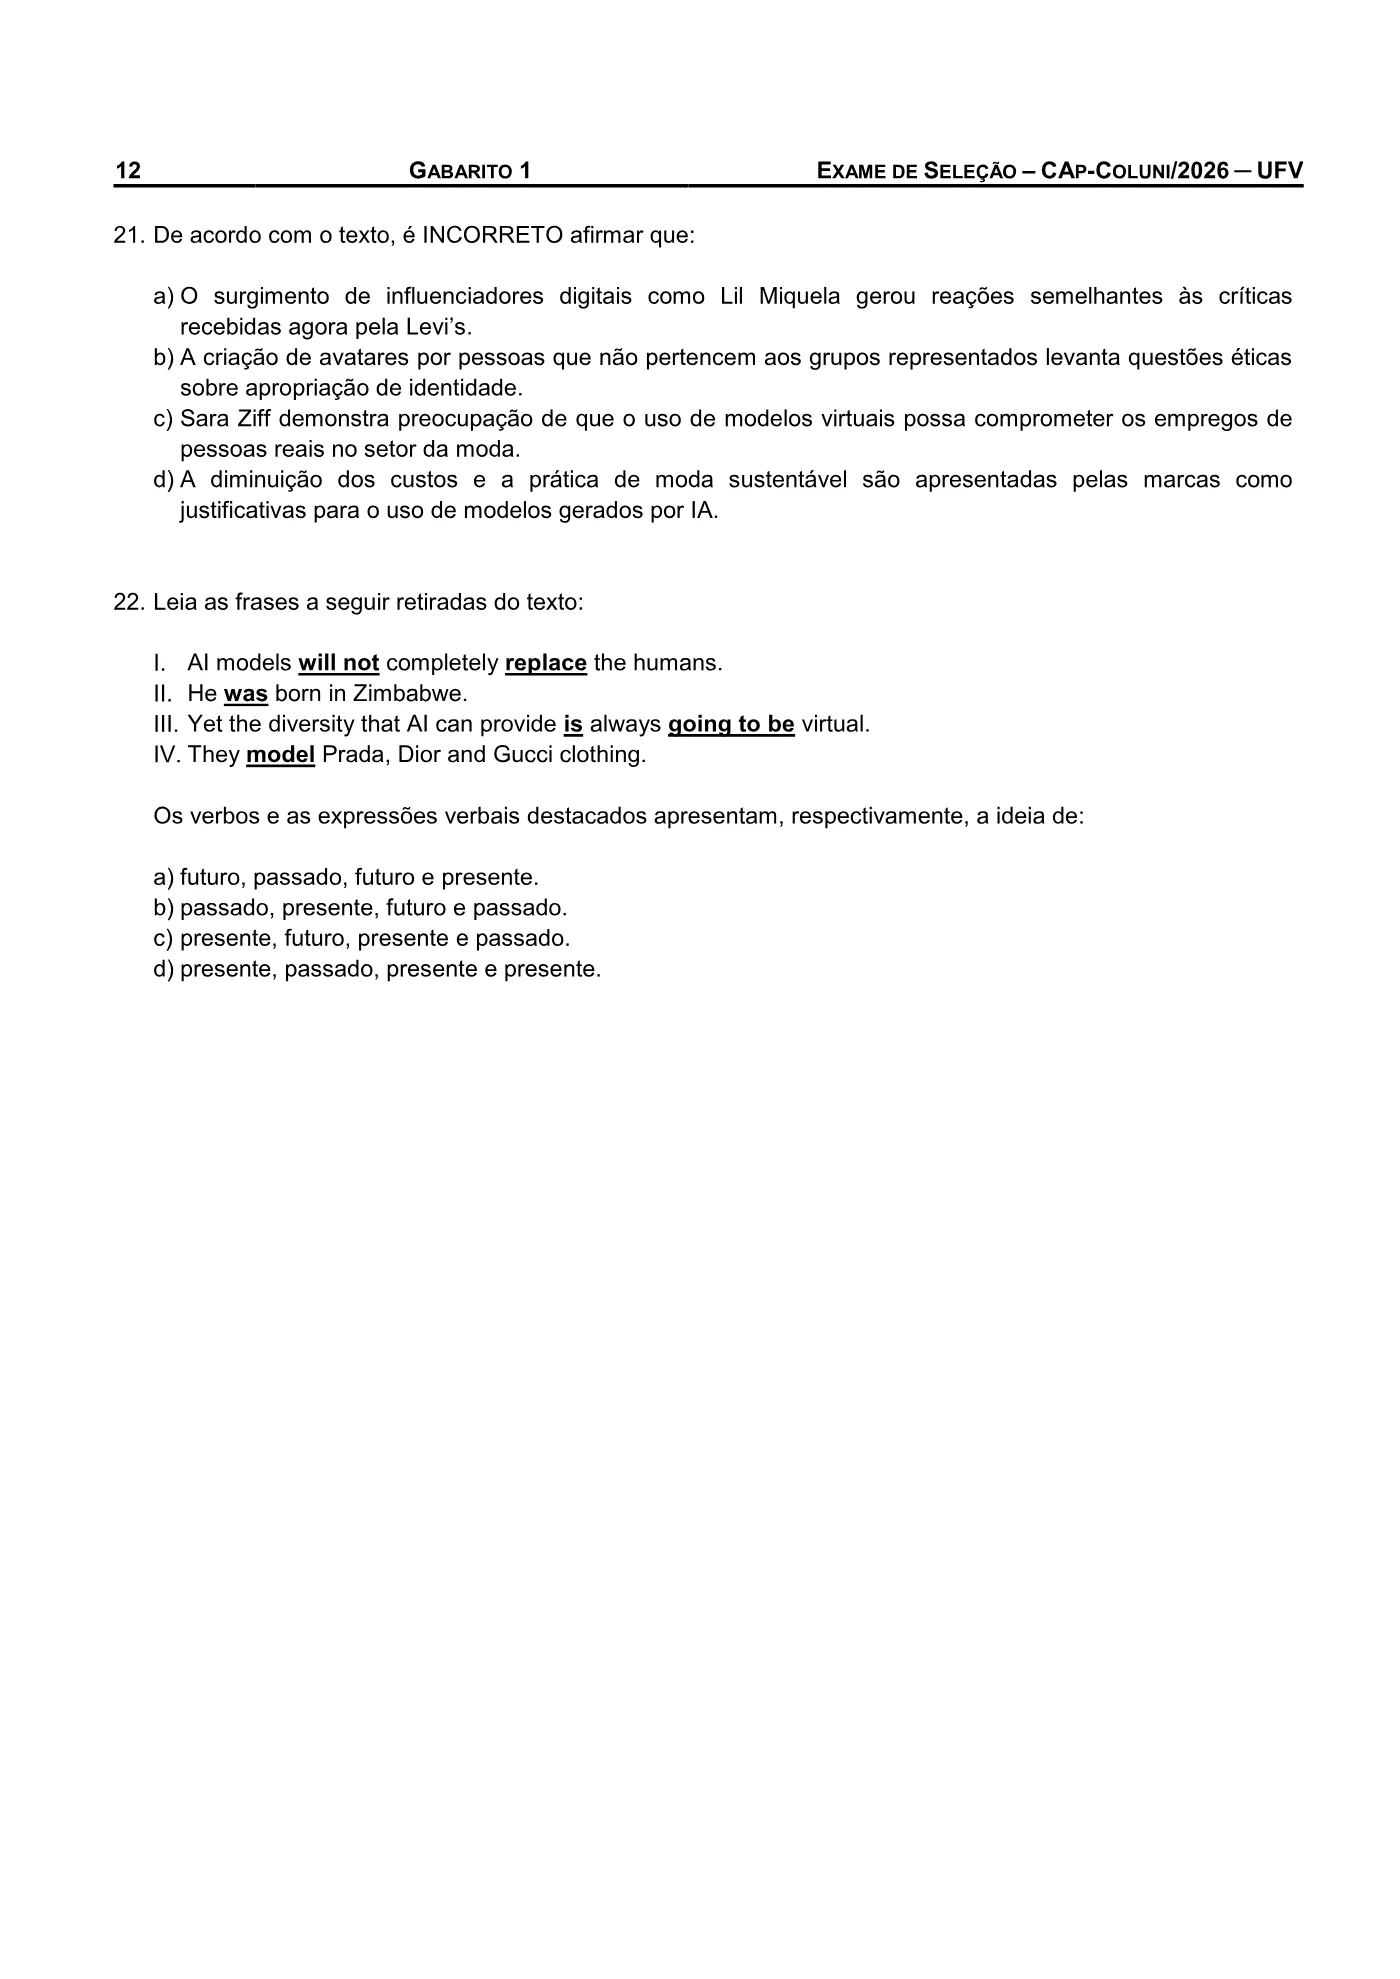 12 GABARITO 1 EXAME DE SELEÇÃO – CAP-COLUNI/2026 — UFV
21. De acordo com o texto, é INCORRETO afirmar que:
a) O surgimento de influenciadores digitais como Lil Miquela gerou reações semelhantes às críticas
recebidas agora pela Levi’s.
b) A criação de avatares por pessoas que não pertencem aos grupos representados levanta questões éticas
sobre apropriação de identidade.
c) Sara Ziff demonstra preocupação de que o uso de modelos virtuais possa comprometer os empregos de
pessoas reais no setor da moda.
d) A diminuição dos custos e a prática de moda sustentável são apresentadas pelas marcas como
justificativas para o uso de modelos gerados por IA.
22. Leia as frases a seguir retiradas do texto:
I. AI models will not completely replace the humans.
II. He was born in Zimbabwe.
III. Yet the diversity that AI can provide is always going to be virtual.
IV. They model Prada, Dior and Gucci clothing.
Os verbos e as expressões verbais destacados apresentam, respectivamente, a ideia de:
a) futuro, passado, futuro e presente.
b) passado, presente, futuro e passado.
c) presente, futuro, presente e passado.
d) presente, passado, presente e presente.